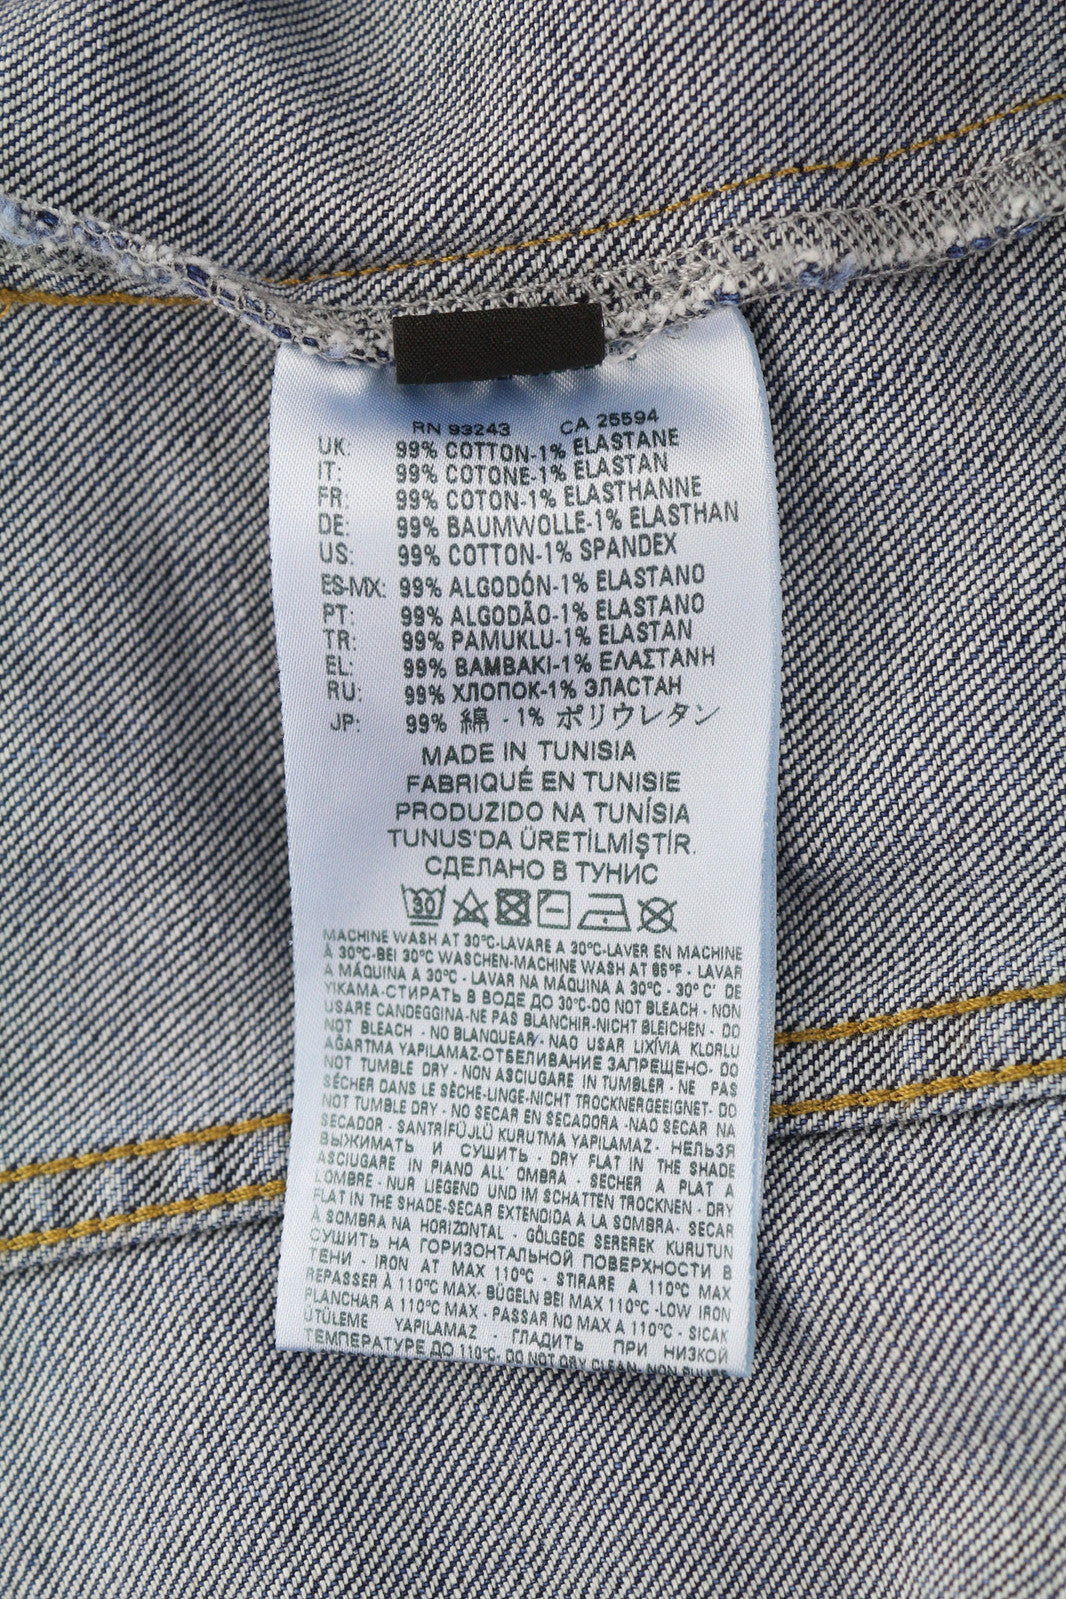 RN 93243 CA 25594
UK: 99% COTTON-1% ELASTANE
IT: 99% COTONE-1% ELASTAN
FR: 99% COTON-1% ELASTHANNE
DE: 99% BAUMWOLLE-1% ELASTHAN
US: 99% COTTON-1% SPANDEX
ES-MX: 99% ALGODÓN-1% ELASTANO
PT: 99% ALGODÃO-1% ELASTANO
TR: 99% PAMUKLU-1% ELASTAN
EL: 99% ΒΑΜΒΑΚΙ-1% ΕΛΑΣΤΑΝΗ
RU: 99% ХЛОПОК-1% ЭЛАСТАН
JP: 99% 綿 - 1% ポリウレタン
MADE IN TUNISIA
FABRIQUÉ EN TUNISIE
PRODUZIDO NA TUNÍSIA
TUNUS'DA ÜRETİLMİŞTİR.
СДЕЛАНО В ТУНИС
30
MACHINE WASH AT 30°C-LAVARE A 30°C-LAVER EN MACHINE
À 30°C-BEI 30°C WASCHEN-MACHINE WASH AT 86°F - LAVAR
A MÁQUINA A 30°C - LAVAR NA MÁQUINA A 30°C - 30° C' DE
YIKAMA-СТИРАТЬ В ВОДЕ ДО 30°C-DO NOT BLEACH - NON
USARE CANDEGGINA-NE PAS BLANCHIR-NICHT BLEICHEN - DO
NOT BLEACH - NO BLANQUEAR- NAO USAR LIXÍVIA KLORLU
AĞARTMA YAPILAMAZ-ОТБЕЛИВАНИЕ ЗАПРЕЩЕНО- DO
NOT TUMBLE DRY - NON ASCIUGARE IN TUMBLER - NE PAS
SÉCHER DANS LE SÈCHE-LINGE-NICHT TROCKNERGEEIGNET- DO
NOT TUMBLE DRY - NO SECAR EN SECADORA -NAO SECAR NA
SECADOR - SANTRİFÜJLÜ KURUTMA YAPILAMAZ - НЕЛЬЗЯ
ВЫЖИМАТЬ И СУШИТЬ - DRY FLAT IN THE SHADE
ASCIUGARE IN PIANO ALL' OMBRA - SÉCHER A PLAT A
L'OMBRE - NUR LIEGEND UND IM SCHATTEN TROCKNEN - DRY
FLAT IN THE SHADE-SECAR EXTENDIDA A LA SOMBRA- SECAR
À SOMBRA NA HORIZONTAL - GÖLGEDE SEREREK KURUTUN
СУШИТЬ НА ГОРИЗОНТАЛЬНОЙ ПОВЕРХНОСТИ В
ТЕНИ - IRON AT MAX 110°C - STIRARE A 110°C MAX
REPASSER À 110°C MAX- BÜGELN BEI MAX 110°C -LOW IRON
PLANCHAR A 110°C MAX - PASSAR NO MAX A 110°C - SICAK
ÜTÜLEME YAPILAMAZ - ГЛАДИТЬ ПРИ НИЗКОЙ
ТЕМПЕРАТУРЕ ДО 110°C- DO NOT DRY CLEAN- NON